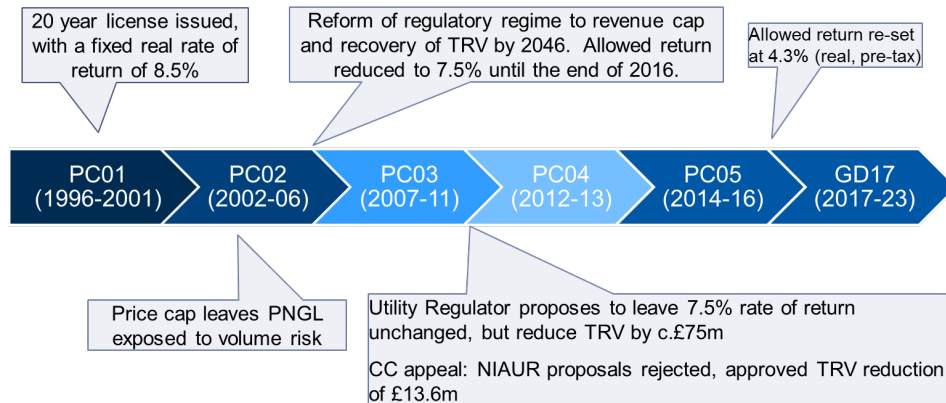 20 year license issued,
with a fixed real rate of
return of 8.5%
Reform of regulatory regime to revenue cap
and recovery of TRV by 2046.  Allowed return
reduced to 7.5% until the end of 2016.
Allowed return re-set
at 4.3% (real, pre-tax)
PC01
(1996-2001)
PC02
(2002-06)
PC03
(2007-11)
PC04
(2012-13)
PC05
(2014-16)
GD17
(2017-23)
Price cap leaves PNGL
exposed to volume risk
Utility Regulator proposes to leave 7.5% rate of return
unchanged, but reduce TRV by c.£75m
CC appeal: NIAUR proposals rejected, approved TRV reduction
of £13.6m